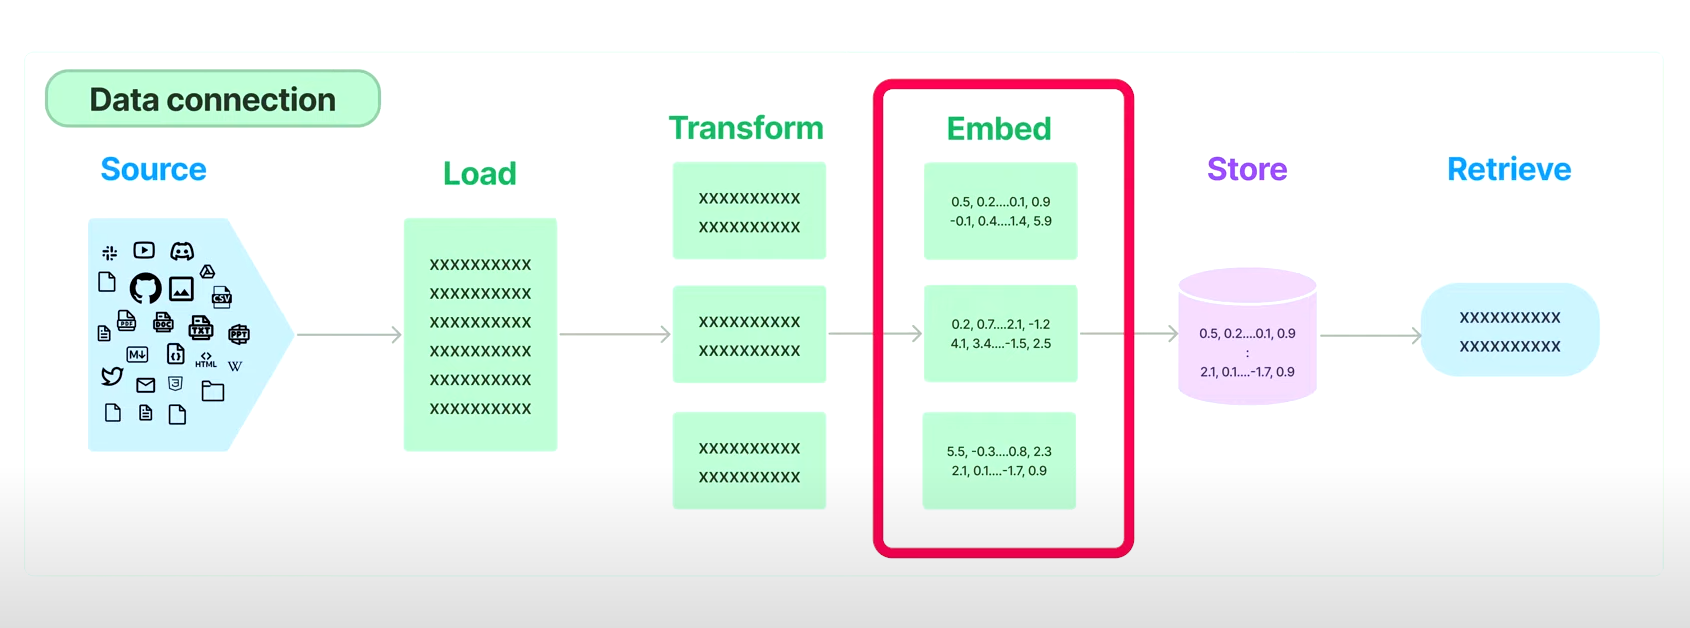 Data connection
Source
Load
Transform
Embed
Store
Retrieve
CSV
PDF
DOC
TXT
PPT
M
HTML
W
3
XXXXXXXXXX
XXXXXXXXXX
XXXXXXXXXX
XXXXXXXXXX
XXXXXXXXXX
XXXXXXXXXX
XXXXXXXXXX
XXXXXXXXXX
XXXXXXXXXX
XXXXXXXXXX
XXXXXXXXXX
XXXXXXXXXX
0.5, 0.2....0.1, 0.9
-0.1, 0.4....1.4, 5.9
0.2, 0.7....2.1, -1.2
4.1, 3.4....-1.5, 2.5
5.5, -0.3....0.8, 2.3
2.1, 0.1....-1.7, 0.9
0.5, 0.2....0.1, 0.9
:
2.1, 0.1....-1.7, 0.9
XXXXXXXXXX
XXXXXXXXXX